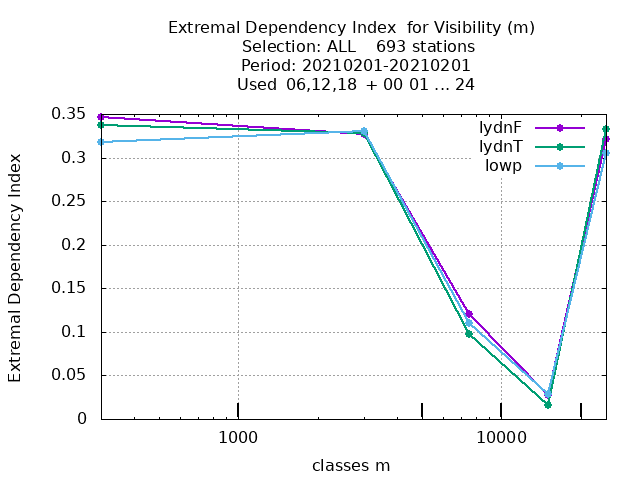 Extremal Dependency Index  for Visibility (m)
Selection: ALL    693 stations
Period: 20210201-20210201
Used  06,12,18  + 00 01 ... 24
lydnF
lydnT
lowp
0.35
0.3
0.25
0.2
0.15
0.1
0.05
0
Extremal Dependency Index
1000
10000
classes m